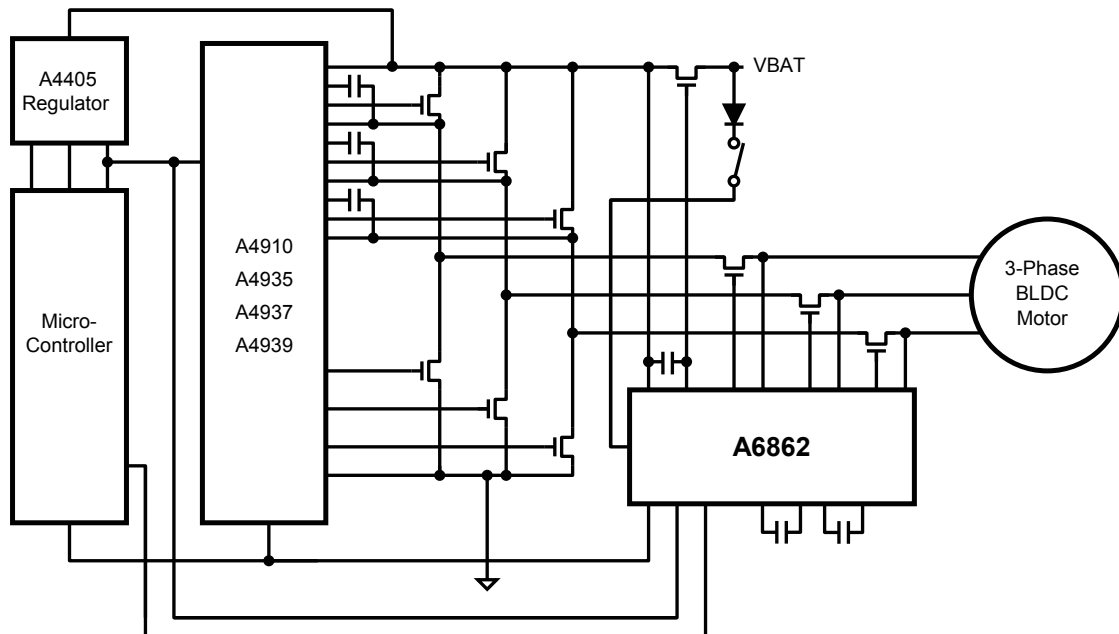 A4405
Regulator
VBAT
A4910
A4935
A4937
A4939
Micro-
Controller
3-Phase
BLDC
Motor
A6862